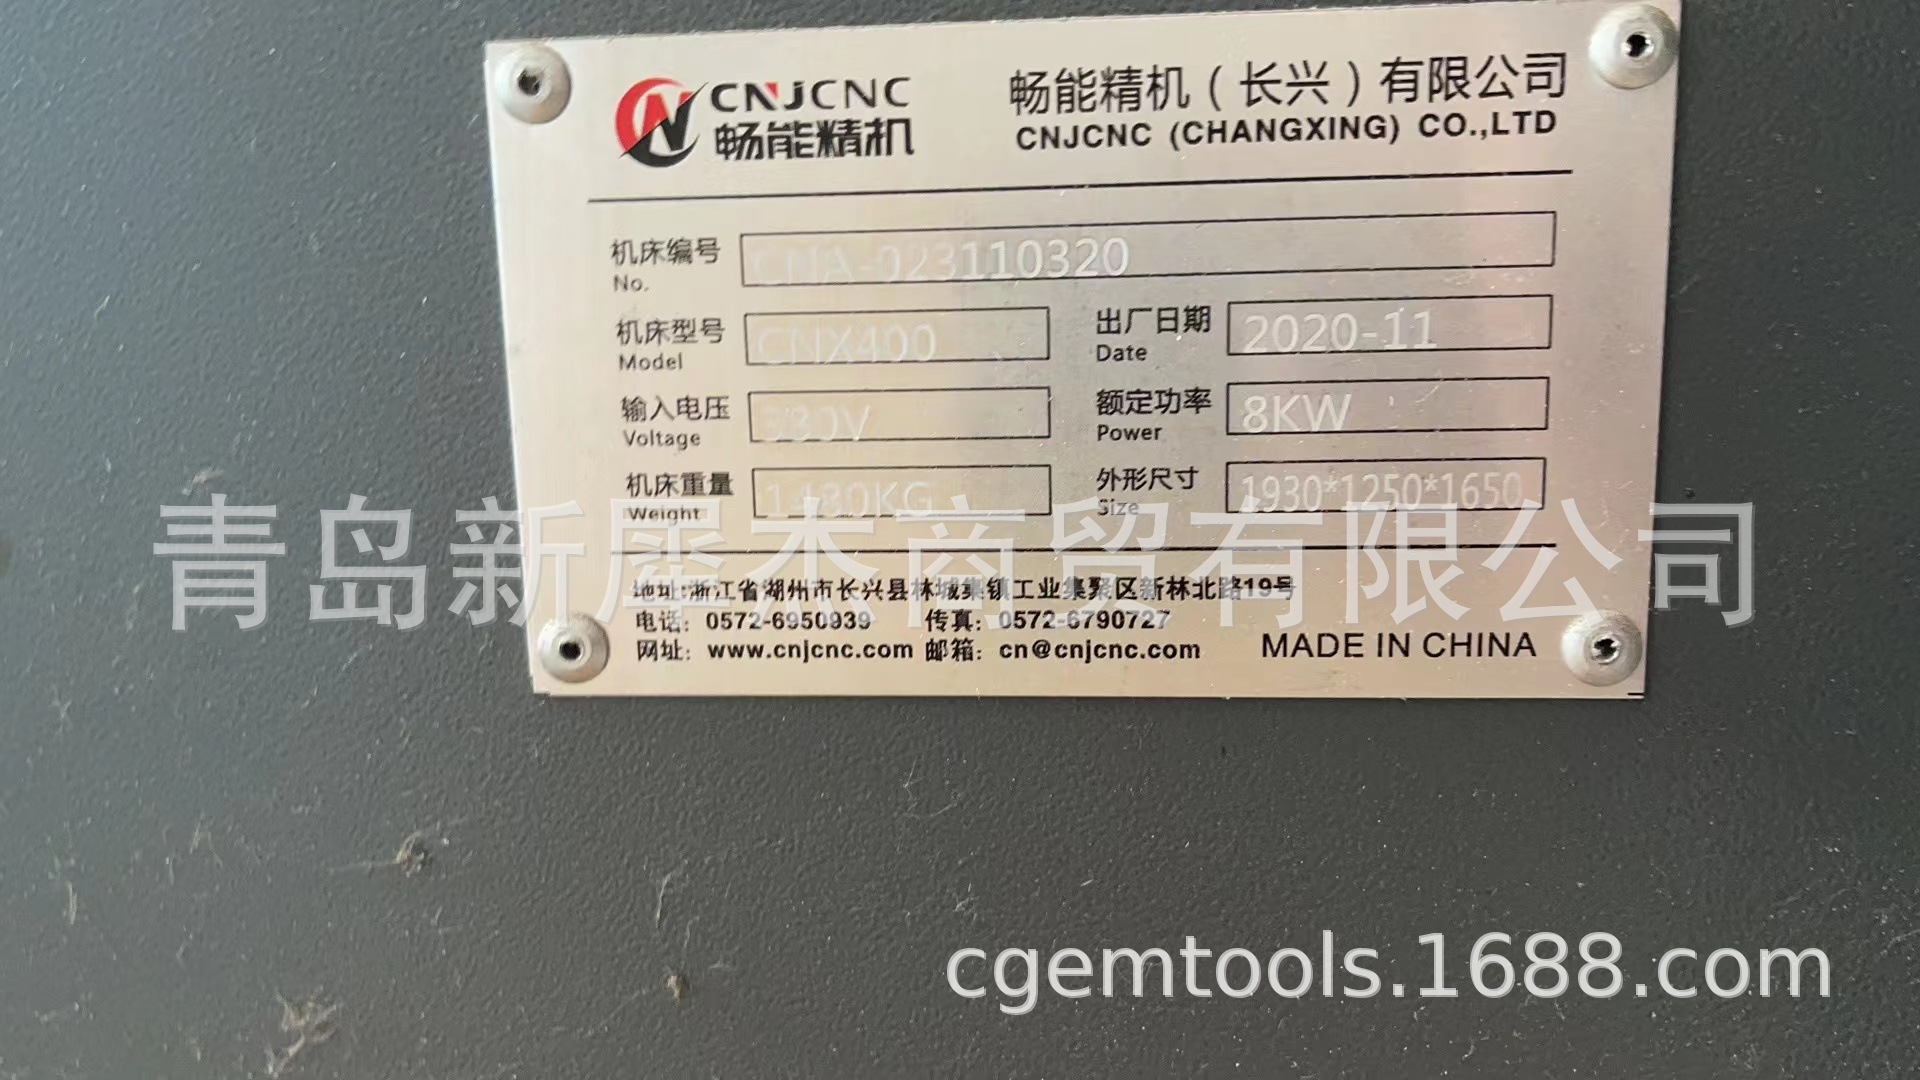 CNJCNC
畅能精机
畅能精机（长兴）有限公司
CNJCNC (CHANGXING) CO.,LTD
机床编号 CNA-023110320
No.
机床型号 CNX400 出厂日期 2020-11
Model Date
输入电压 380V 额定功率 8KW
Voltage Power
机床重量 1480KG 外形尺寸 1930*1250*1650
Weight Size
青岛新犀杰商贸有限公司
地址:浙江省湖州市长兴县林城集镇工业集聚区新林北路19号
电话：0572-6950939 传真：0572-6790727
网址：www.cnjcnc.com 邮箱：cn@cnjcnc.com
MADE IN CHINA
cgemtools.1688.com